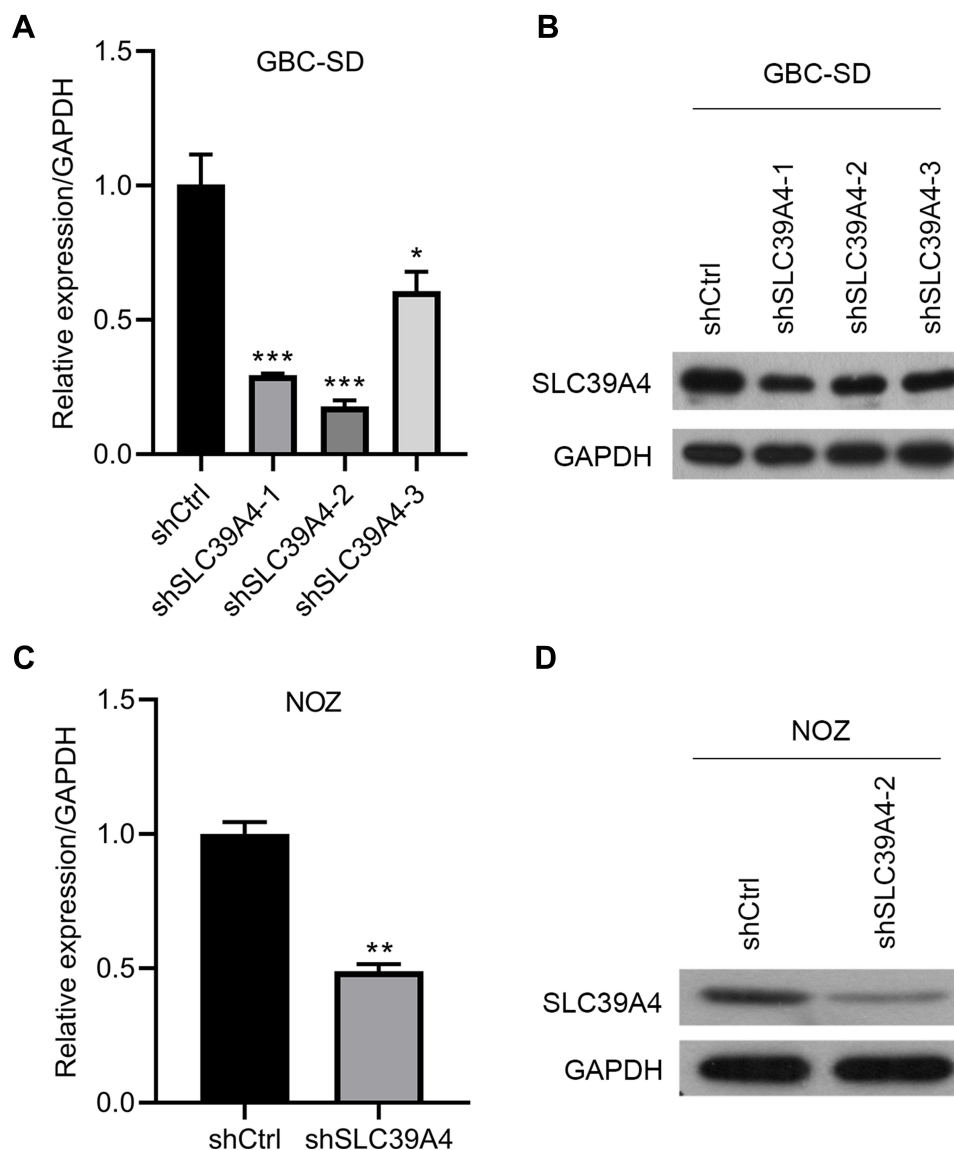 A
GBC-SD
Relative expression/GAPDH
1.5
1.0
0.5
0.0
*** *** *
shCtrl
shSLC39A4-1
shSLC39A4-2
shSLC39A4-3
B
GBC-SD
shCtrl
shSLC39A4-1
shSLC39A4-2
shSLC39A4-3
SLC39A4
GAPDH
C
NOZ
Relative expression/GAPDH
1.5
1.0
0.5
0.0
**
shCtrl shSLC39A4
D
NOZ
shCtrl
shSLC39A4-2
SLC39A4
GAPDH